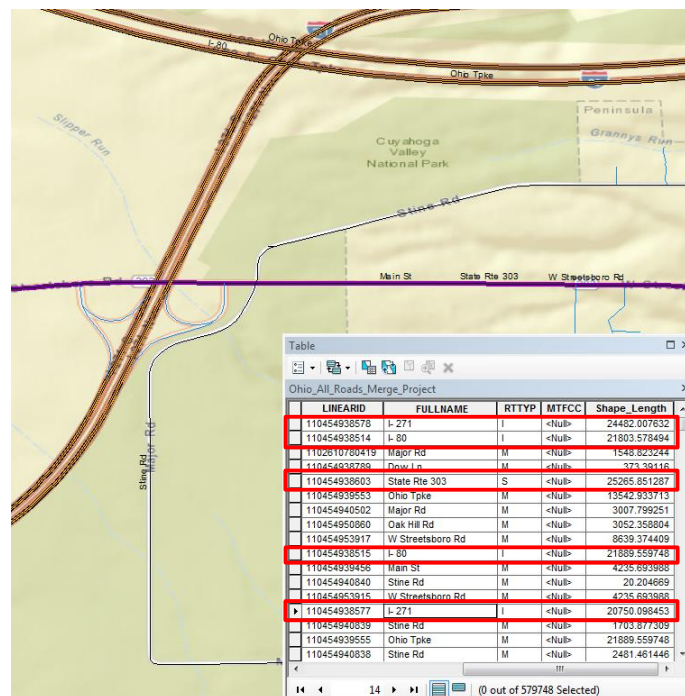 Ohio Tpke
I- 80
Ohio Tpke
Peninsula
Slipper Run
Grannys Run
Cuyahoga
Valley
National Park
Stine Rd
Main St State Rte 303 W Streetsboro Rd
Major Rd
Stine Rd
Table
Ohio_All_Roads_Merge_Project
LINEARID FULLNAME RTTYP MTFCC Shape_Length
110454938578 I- 271 I <Null> 24482.007632
110454938514 I- 80 I <Null> 21803.578494
1102610780419 Major Rd M <Null> 1548.823244
110454938789 Dow Ln M <Null> 373.39116
110454938603 State Rte 303 S <Null> 25265.851287
110454939553 Ohio Tpke M <Null> 13542.933713
110454940502 Major Rd M <Null> 3007.799251
110454950860 Oak Hill Rd M <Null> 3052.358804
110454953917 W Streetsboro Rd M <Null> 8639.374409
110454938515 I- 80 I <Null> 21889.559748
110454939456 Main St M <Null> 4235.693988
110454940840 Stine Rd M <Null> 20.204669
110454953915 W Streetsboro Rd M <Null> 4235.693988
110454938577 I- 271 I <Null> 20750.098453
110454940839 Stine Rd M <Null> 1703.877309
110454939555 Ohio Tpke M <Null> 21889.559748
110454940838 Stine Rd M <Null> 2481.461446
14 (0 out of 579748 Selected)